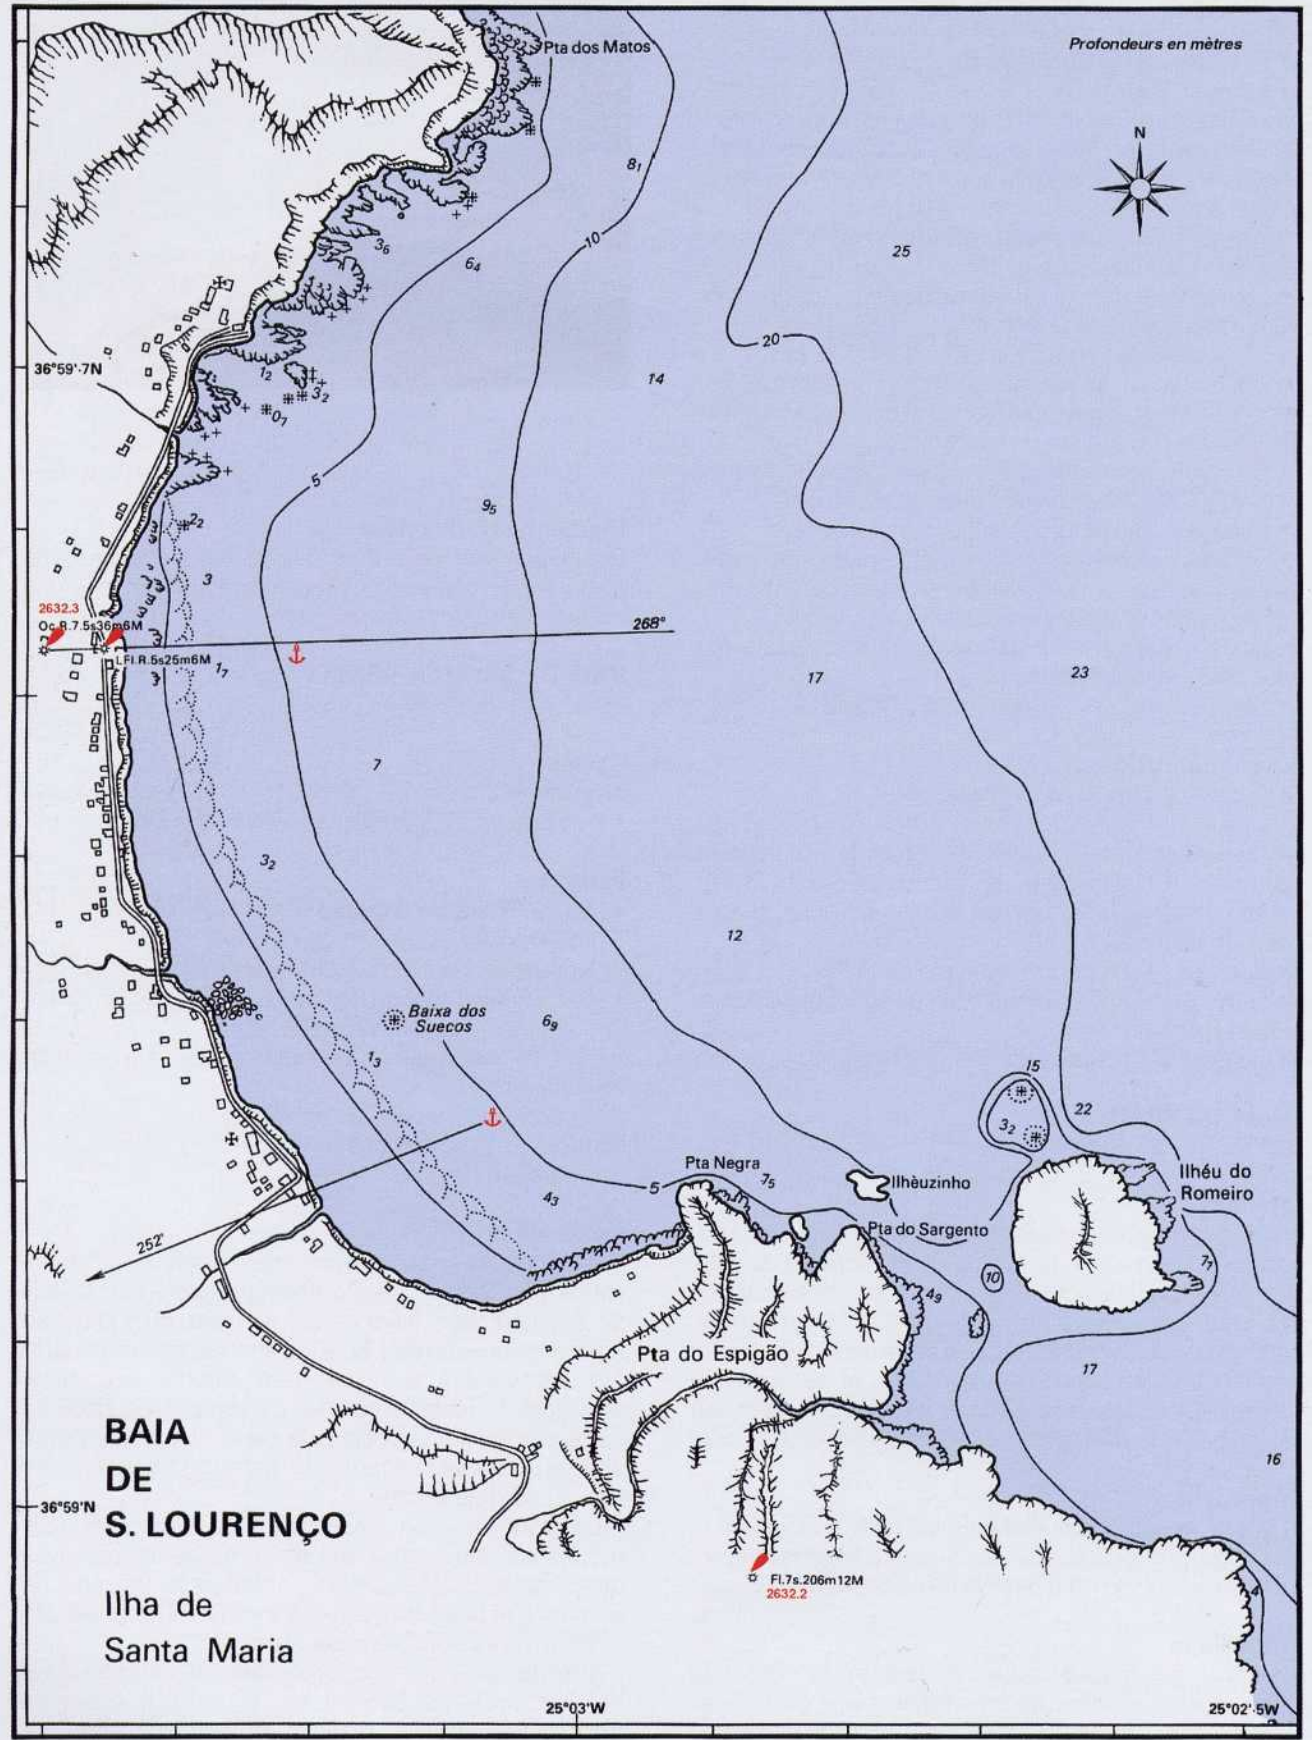 Pta dos Matos
Profondeurs en mètres
N
8₁
10
25
3₆
6₄
20
36°59'·7N
1₂
3₂
0₇
14
5
9₅
2₂
3
2632.3
Oc.R.7.5s36m6M
268°
LFl.R.5s25m6M
1₇
17
23
7
3₂
12
Baixa dos
Suecos
6₉
1₃
15
3₂
22
Pta Negra
7₅
Ilhéu do
Romeiro
Ilhèuzinho
5
4₃
Pta do Sargento
252°
7₁
10
4₉
Pta do Espigão
17
BAIA
DE
S. LOURENÇO
16
36°59'N
Fl.7s.206m12M
2632.2
4
Ilha de
Santa Maria
25°03'W
25°02'·5W